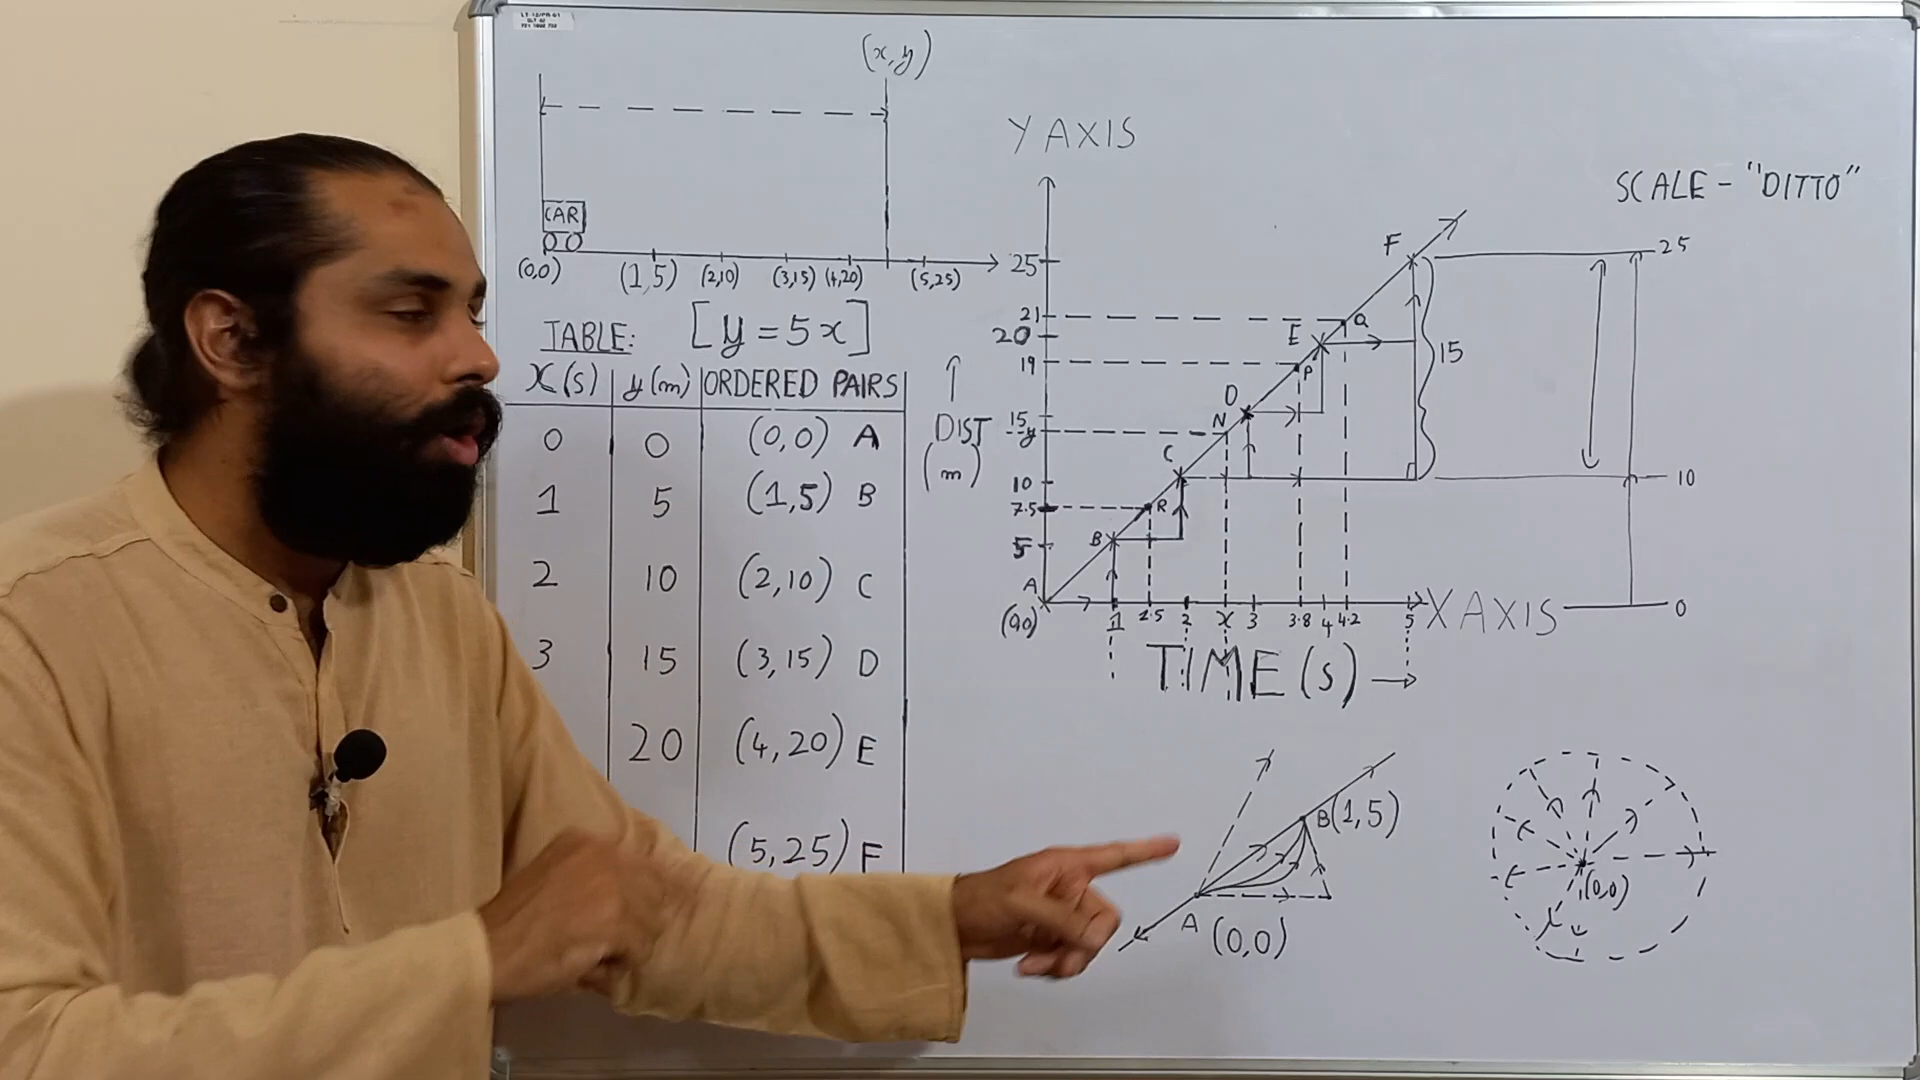 (x,y)
CAR
(0,0) (1,5) (2,10) (3,15) (4,20) (5,25)
TABLE: [y=5x]
X(s) y(m) ORDERED PAIRS
0 0 (0,0) A
1 5 (1,5) B
2 10 (2,10) C
3 15 (3,15) D
20 (4,20) E
(5,25) F
Y AXIS
SCALE - "DITTO"
25
21
20
19
15
y
10
7.5
5
DIST
(m)
F
Q
E
P
D
N
C
R
B
A
15
25
10
0
(0,0) 1 2 x 3 3.8 4 4.2 5 X AXIS
TIME (s)
B(1,5)
A (0,0)
(0,0)